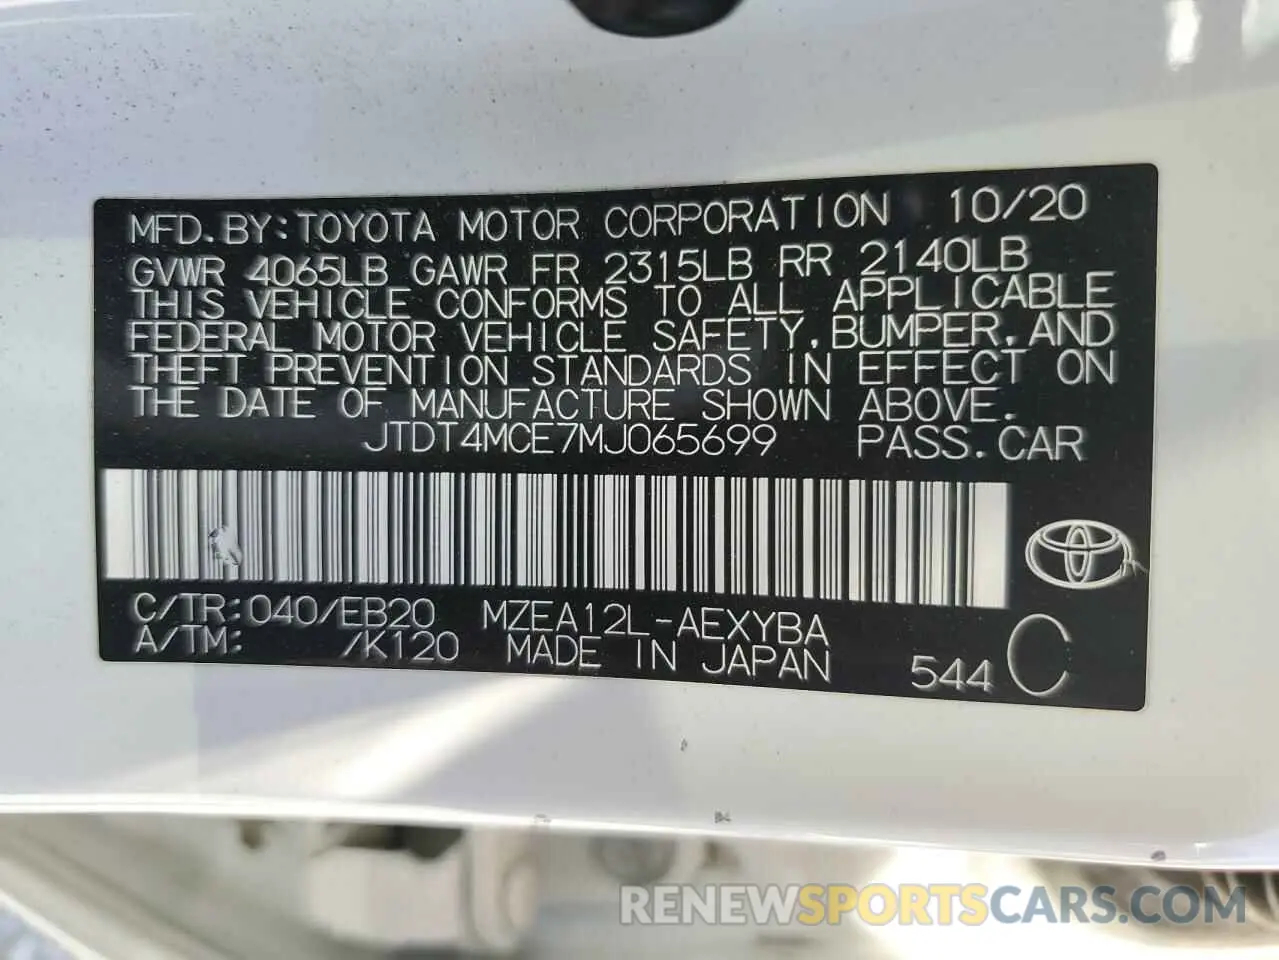 MFD.BY:TOYOTA MOTOR CORPORATION 10/20
GVWR 4065LB GAWR FR 2315LB RR 2140LB
THIS VEHICLE CONFORMS TO ALL APPLICABLE
FEDERAL MOTOR VEHICLE SAFETY,BUMPER,AND
THEFT PREVENTION STANDARDS IN EFFECT ON
THE DATE OF MANUFACTURE SHOWN ABOVE.
JTDT4MCE7MJ065699 PASS.CAR
C/TR:040/EB20 MZEA12L-AEXYBA
A/TM: /K120 MADE IN JAPAN 544 C
RENEWSPORTSCARS.COM